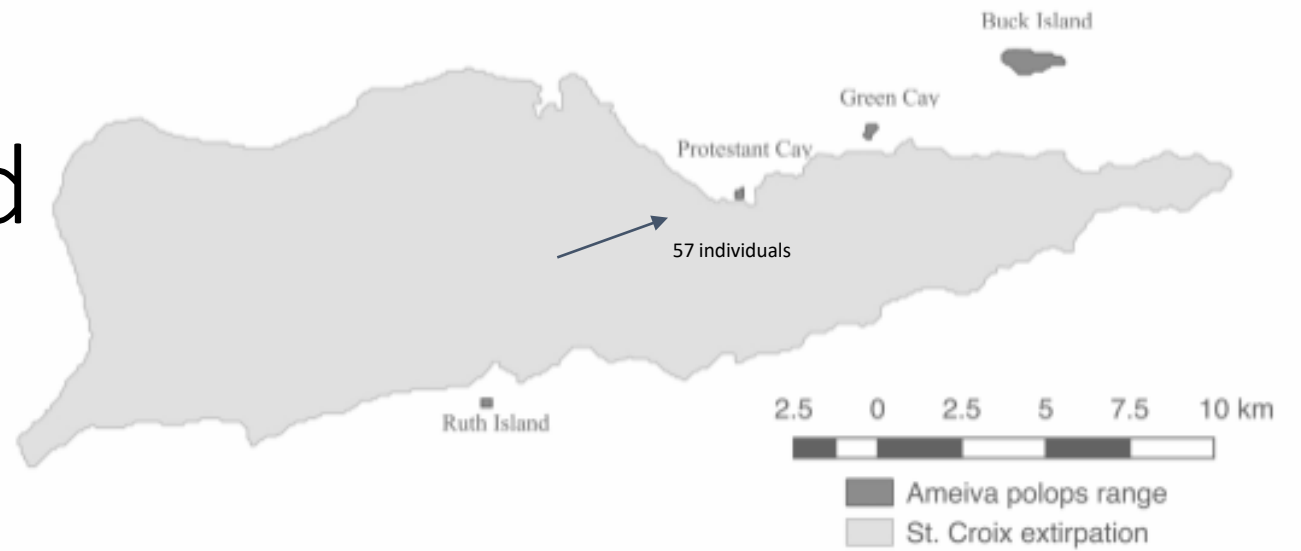 Buck Island
Green Cay
Protestant Cay
d
57 individuals
Ruth Island
2.5 0 2.5 5 7.5 10 km
Ameiva polops range
St. Croix extirpation